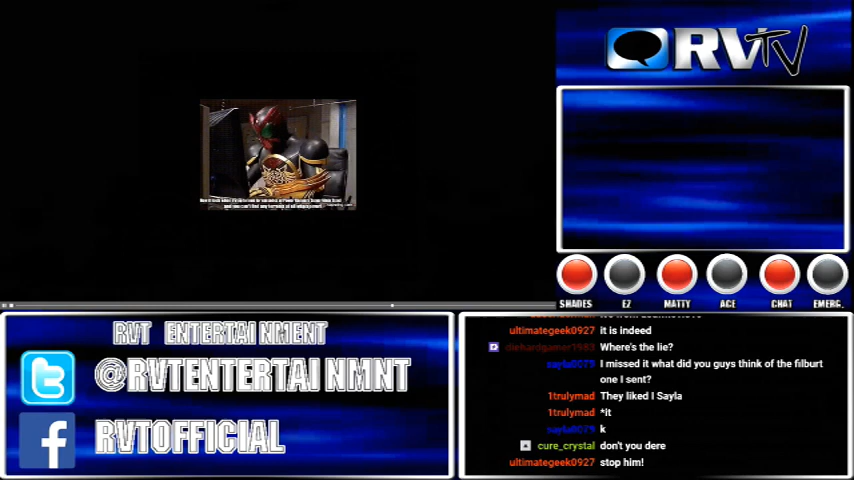 RVTV
SHADES EZ MATTY ACE CHAT EMERG.
RVT ENTERTAINMENT
@RVTENTERTAINMNT
RVTOFFICIAL
ultimategeek0927 it is indeed
diehardgamer1983 Where's the lie?
sayla0079 I missed it what did you guys think of the filburt
one I sent?
1trulymad They liked I Sayla
1trulymad *it
sayla0079 k
cure_crystal don't you dere
ultimategeek0927 stop him!